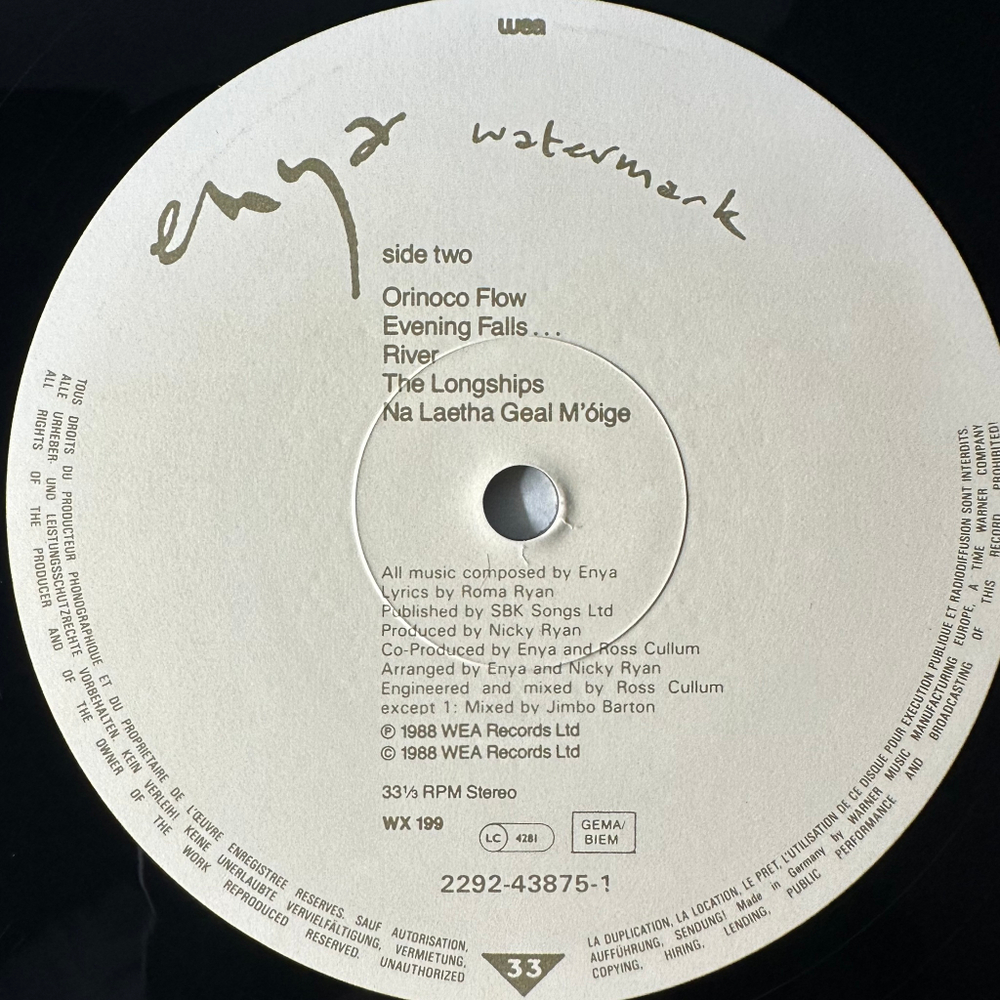 wea
enya watermark
side two
Orinoco Flow
Evening Falls...
River
The Longships
Na Laetha Geal M'óige
All music composed by Enya
Lyrics by Roma Ryan
Published by SBK Songs Ltd
Produced by Nicky Ryan
Co-Produced by Enya and Ross Cullum
Arranged by Enya and Nicky Ryan
Engineered and mixed by Ross Cullum
except 1: Mixed by Jimbo Barton
℗ 1988 WEA Records Ltd
© 1988 WEA Records Ltd
33⅓ RPM Stereo
WX 199
LC 4281
GEMA/
BIEM
2292-43875-1
33
TOUS DROITS DU PRODUCTEUR PHONOGRAPHIQUE ET DU PROPRIETAIRE DE L'ŒUVRE ENREGISTREE RESERVES. SAUF AUTORISATION,
ALLE URHEBER- UND LEISTUNGSSCHUTZRECHTE VORBEHALTEN. KEIN VERLEIH! KEINE UNERLAUBTE VERVIELFÄLTIGUNG, VERMIETUNG,
ALL RIGHTS OF THE PRODUCER AND OF THE OWNER OF THE WORK REPRODUCED RESERVED. UNAUTHORIZED
LA DUPLICATION, LA LOCATION, LE PRET, L'UTILISATION DE CE DISQUE POUR EXECUTION PUBLIQUE ET RADIODIFFUSION SONT INTERDITS.
AUFFÜHRUNG, SENDUNG! Made in Germany by WARNER MUSIC MANUFACTURING EUROPE, A TIME WARNER COMPANY
COPYING, HIRING, LENDING, PUBLIC PERFORMANCE AND BROADCASTING OF THIS RECORD PROHIBITED!